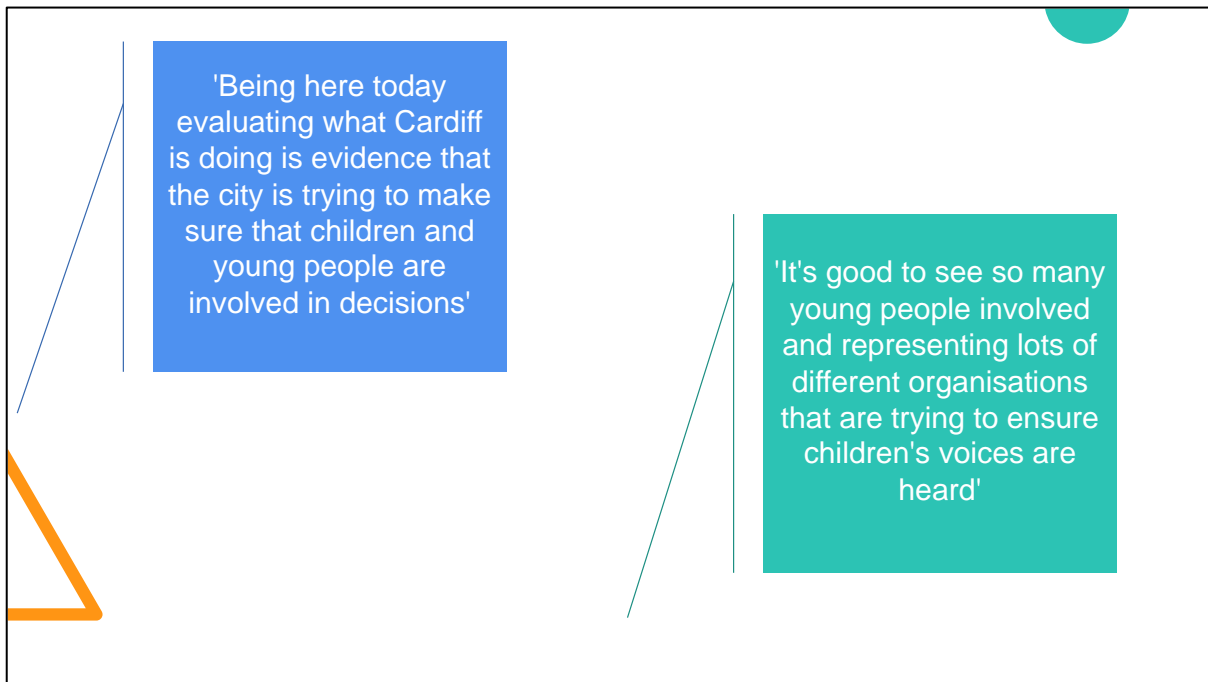 'Being here today
evaluating what Cardiff
is doing is evidence that
the city is trying to make
sure that children and
young people are
involved in decisions'
'It's good to see so many
young people involved
and representing lots of
different organisations
that are trying to ensure
children's voices are
heard'